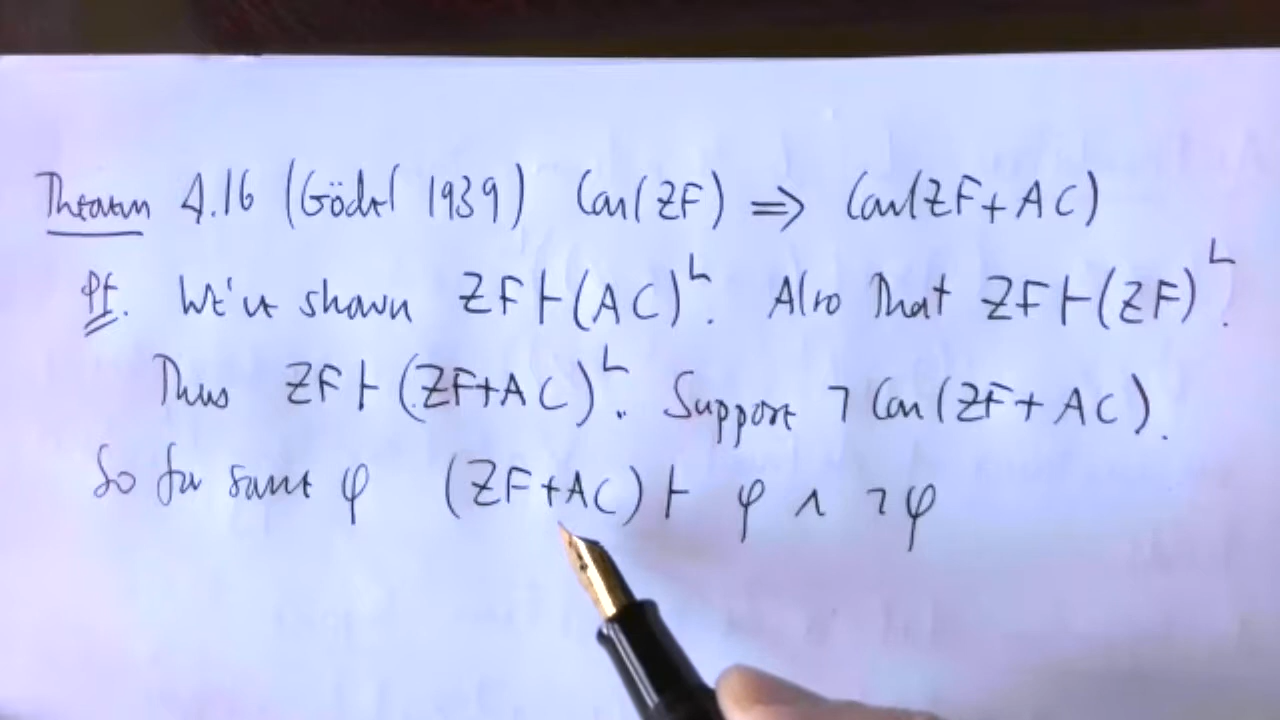 Theorem 4.16 (Gödel 1939) Con(ZF) ⇒ Con(ZF+AC)
Pf. We've shown ZF⊢(AC)ᴸ. Also that ZF⊢(ZF)ᴸ.
Thus ZF⊢(ZF+AC)ᴸ. Suppose ¬Con(ZF+AC).
So for some φ (ZF+AC)⊢ φ ∧ ¬φ